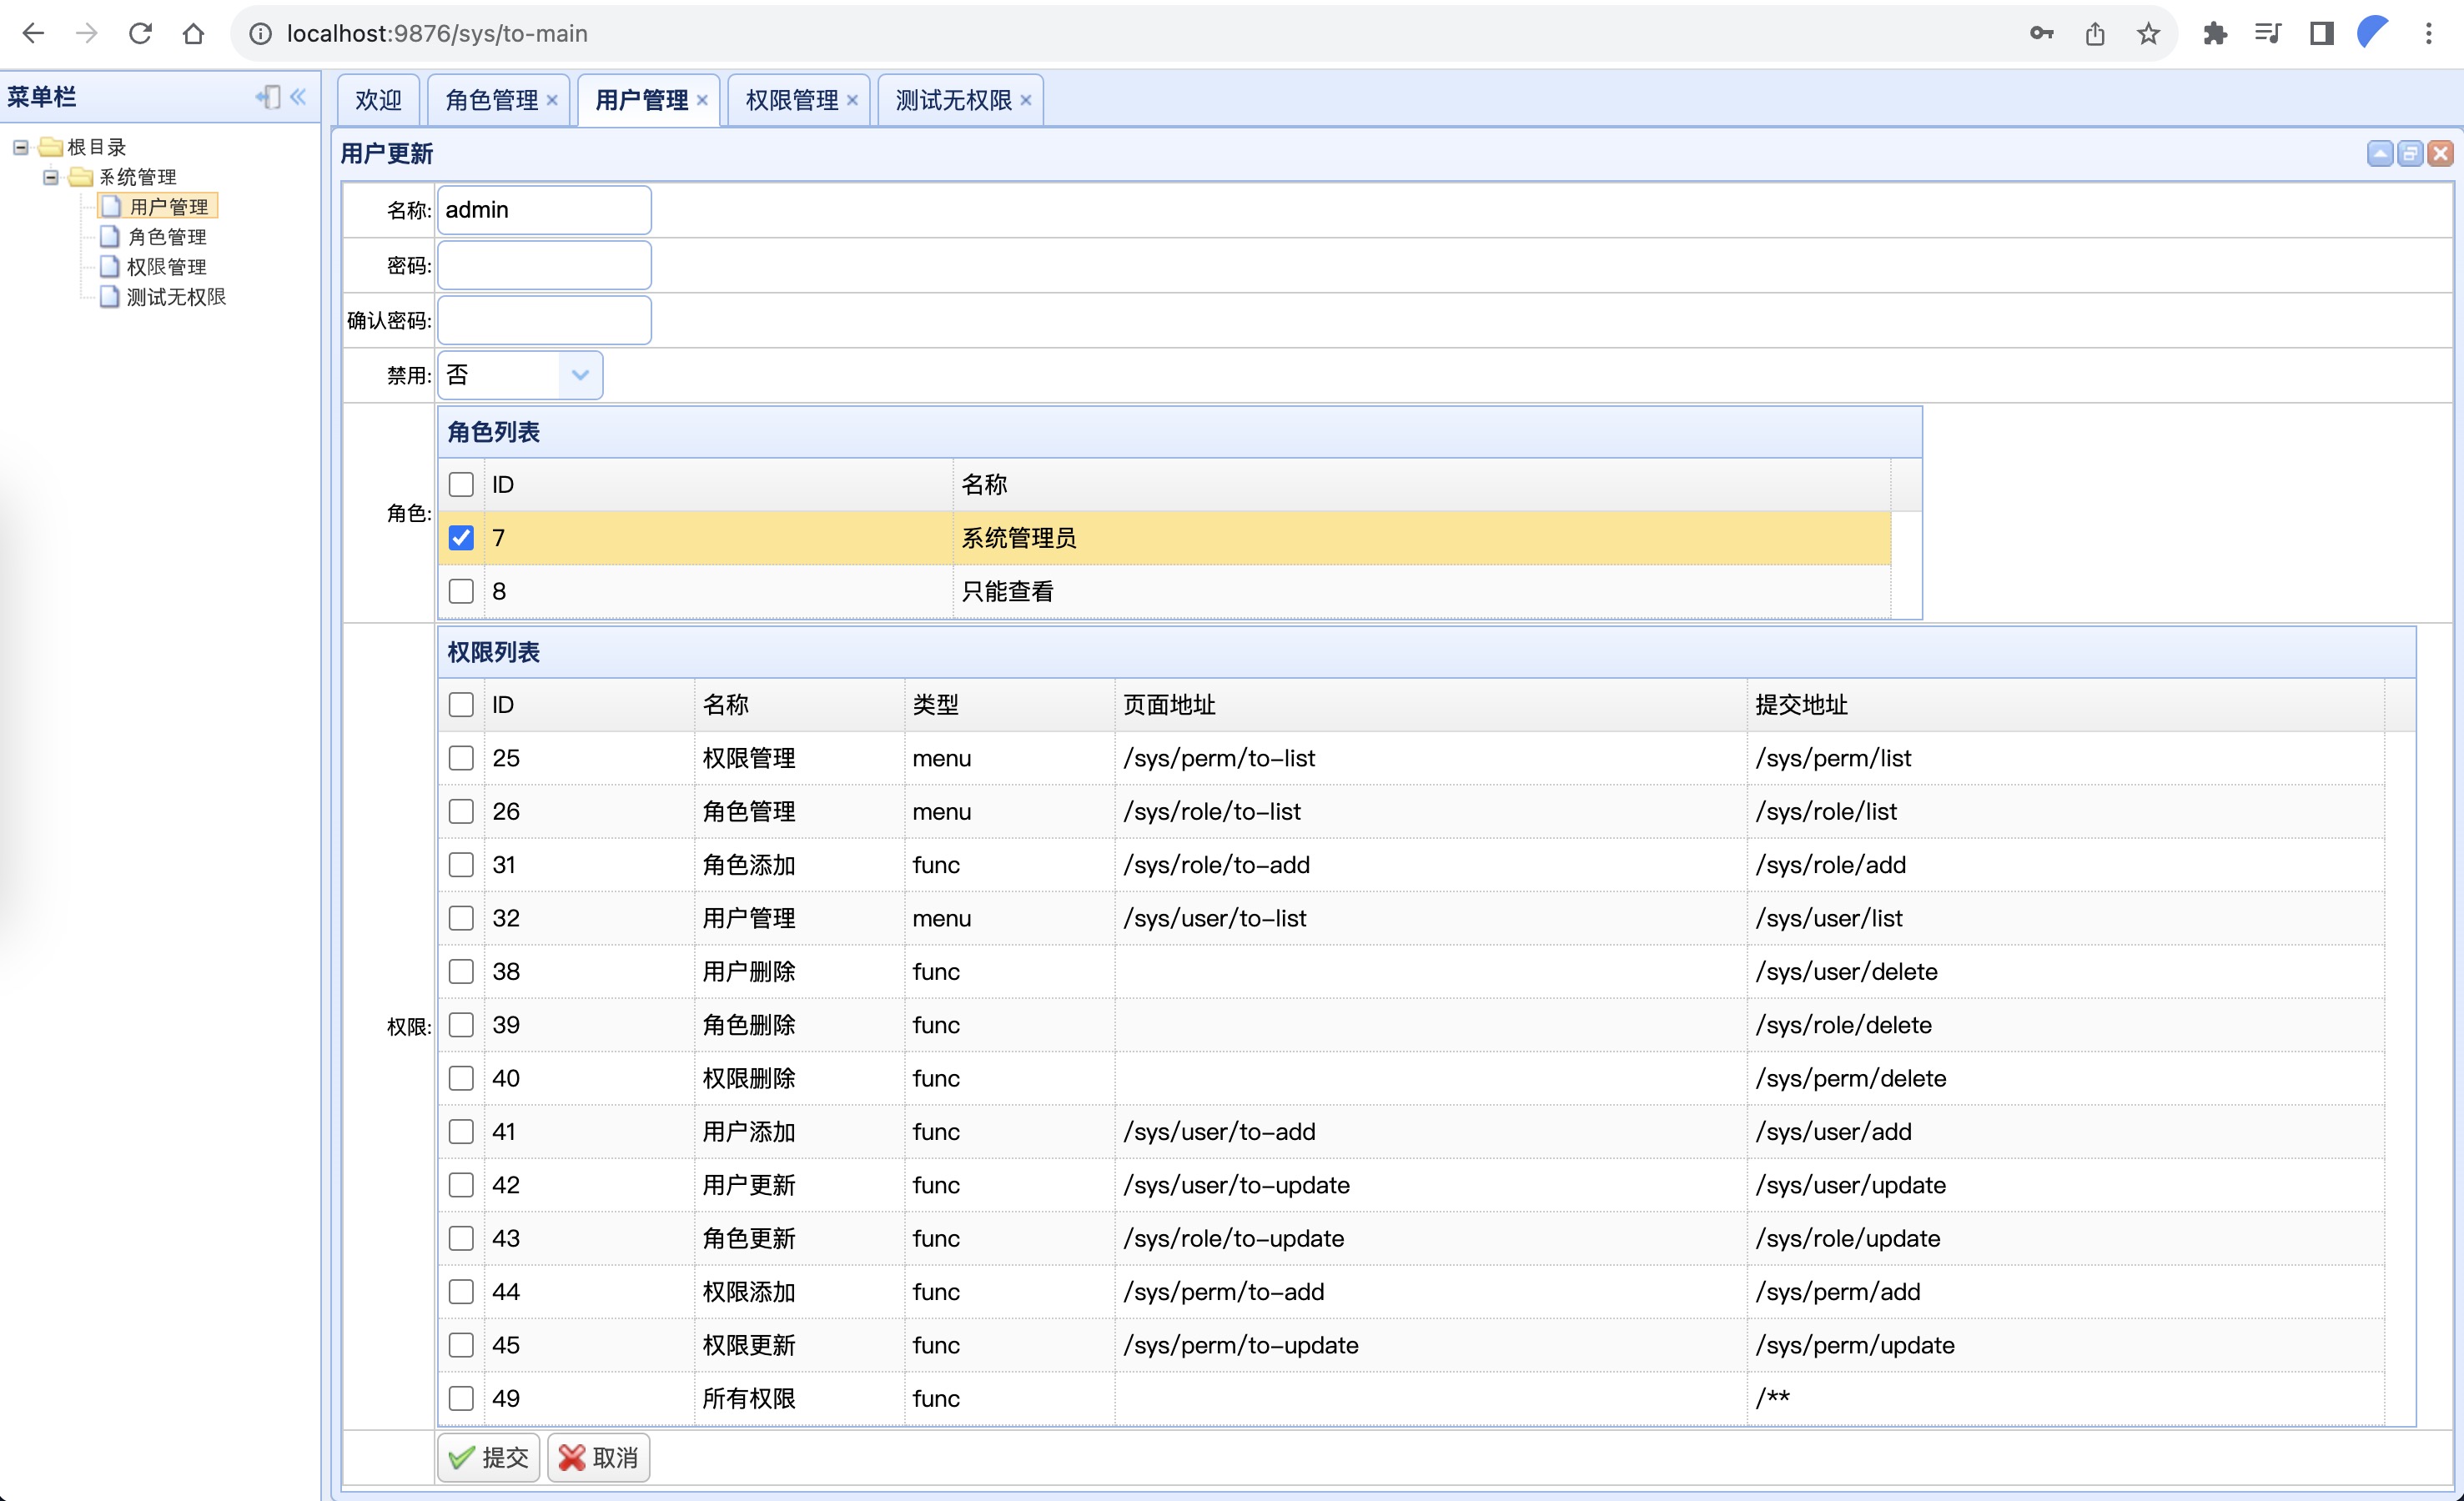 localhost:9876/sys/to-main
菜单栏
根目录
系统管理
用户管理
角色管理
权限管理
测试无权限
欢迎 角色管理 用户管理 权限管理 测试无权限
用户更新
名称: admin
密码:
确认密码:
禁用: 否
角色:
角色列表
ID 名称
7 系统管理员
8 只能查看
权限:
权限列表
ID 名称 类型 页面地址 提交地址
25 权限管理 menu /sys/perm/to-list /sys/perm/list
26 角色管理 menu /sys/role/to-list /sys/role/list
31 角色添加 func /sys/role/to-add /sys/role/add
32 用户管理 menu /sys/user/to-list /sys/user/list
38 用户删除 func /sys/user/delete
39 角色删除 func /sys/role/delete
40 权限删除 func /sys/perm/delete
41 用户添加 func /sys/user/to-add /sys/user/add
42 用户更新 func /sys/user/to-update /sys/user/update
43 角色更新 func /sys/role/to-update /sys/role/update
44 权限添加 func /sys/perm/to-add /sys/perm/add
45 权限更新 func /sys/perm/to-update /sys/perm/update
49 所有权限 func /**
提交 取消